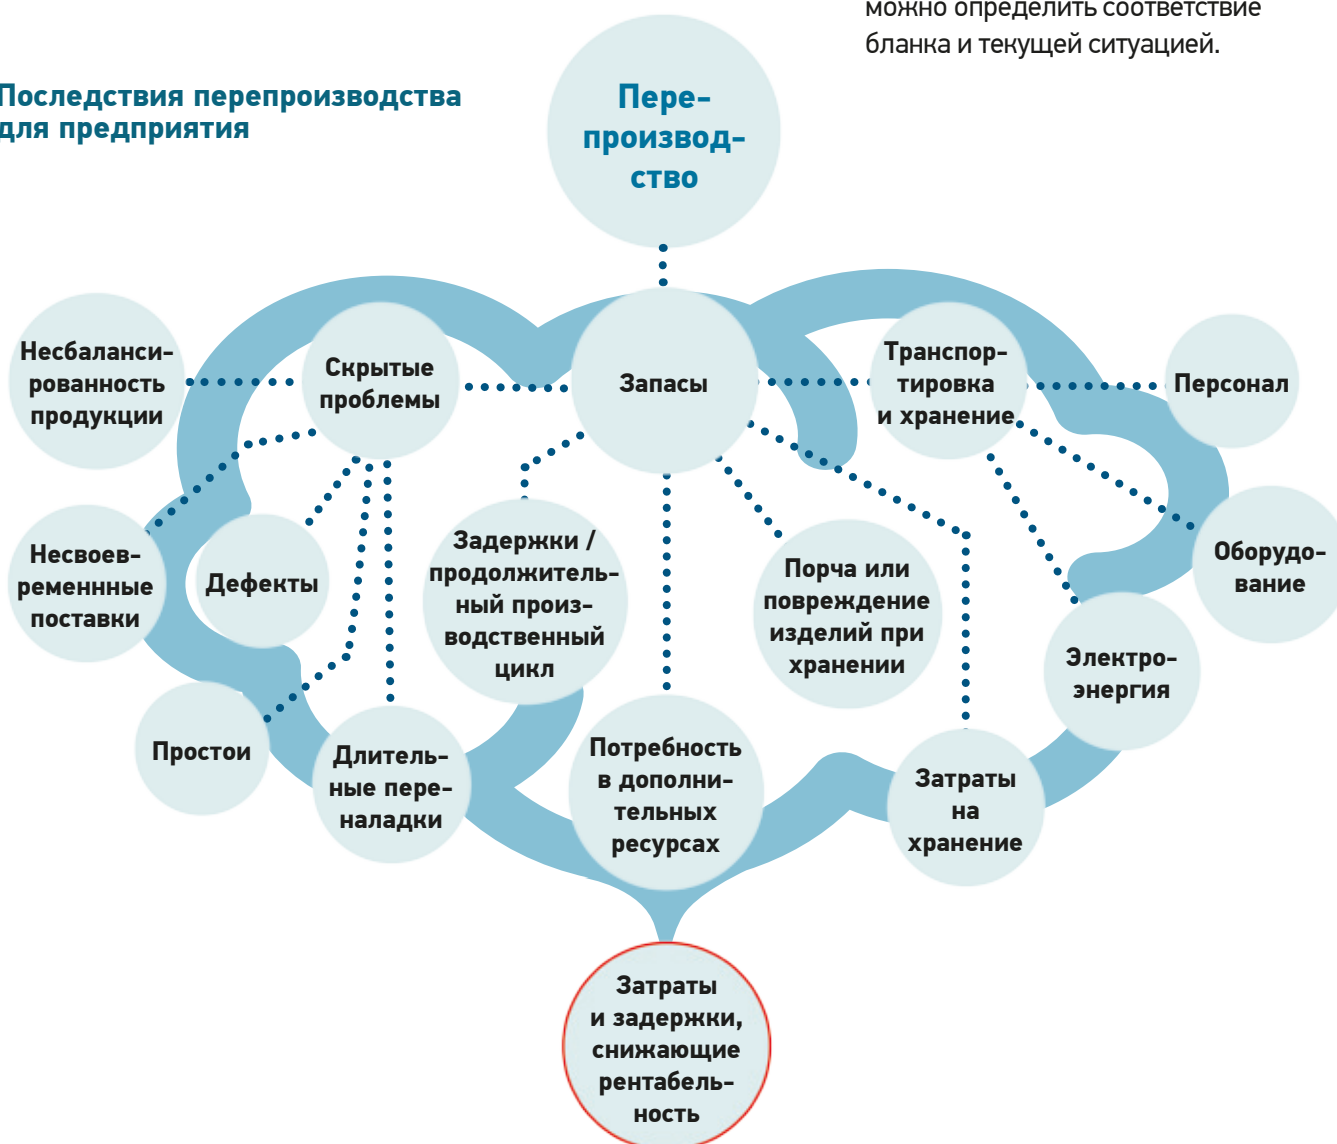 можно определить соответствие
бланка и текущей ситуацией.
Последствия перепроизводства
для предприятия
Пере-
производ-
ство
Несбаланси-
рованность
продукции
Скрытые
проблемы
Запасы
Транспор-
тировка
и хранение
Персонал
Несвоев-
ременнные
поставки
Дефекты
Задержки /
продолжитель-
ный произ-
водственный
цикл
Порча или
повреждение
изделий при
хранении
Оборудо-
вание
Электро-
энергия
Простои
Длитель-
ные пере-
наладки
Потребность
в дополни-
тельных
ресурсах
Затраты
на
хранение
Затраты
и задержки,
снижающие
рентабель-
ность